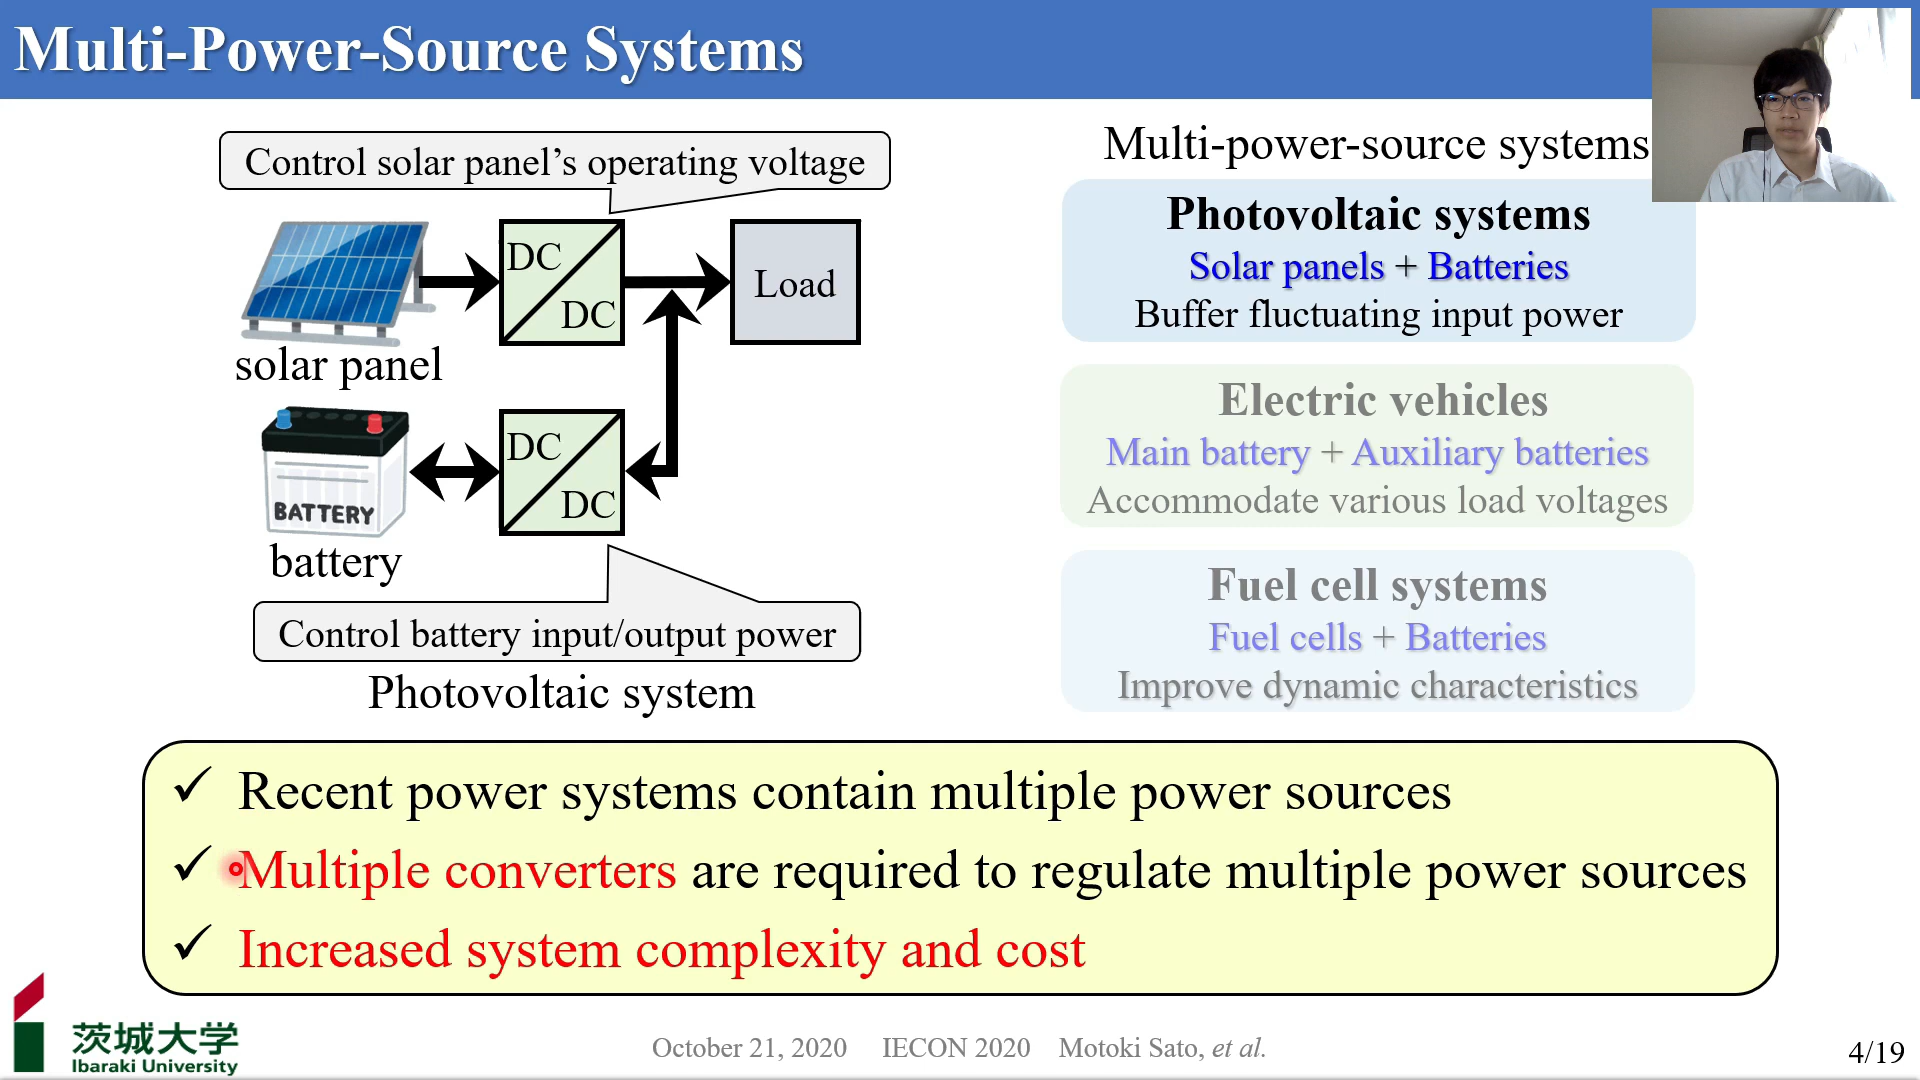 Multi-Power-Source Systems
Control solar panel's operating voltage
DC
DC
Load
solar panel
BATTERY
DC
DC
battery
Control battery input/output power
Photovoltaic system
Multi-power-source systems
Photovoltaic systems
Solar panels + Batteries
Buffer fluctuating input power
Electric vehicles
Main battery + Auxiliary batteries
Accommodate various load voltages
Fuel cell systems
Fuel cells + Batteries
Improve dynamic characteristics
✓ Recent power systems contain multiple power sources
✓ Multiple converters are required to regulate multiple power sources
✓ Increased system complexity and cost
茨城大学
Ibaraki University
October 21, 2020 IECON 2020 Motoki Sato, et al.
4/19